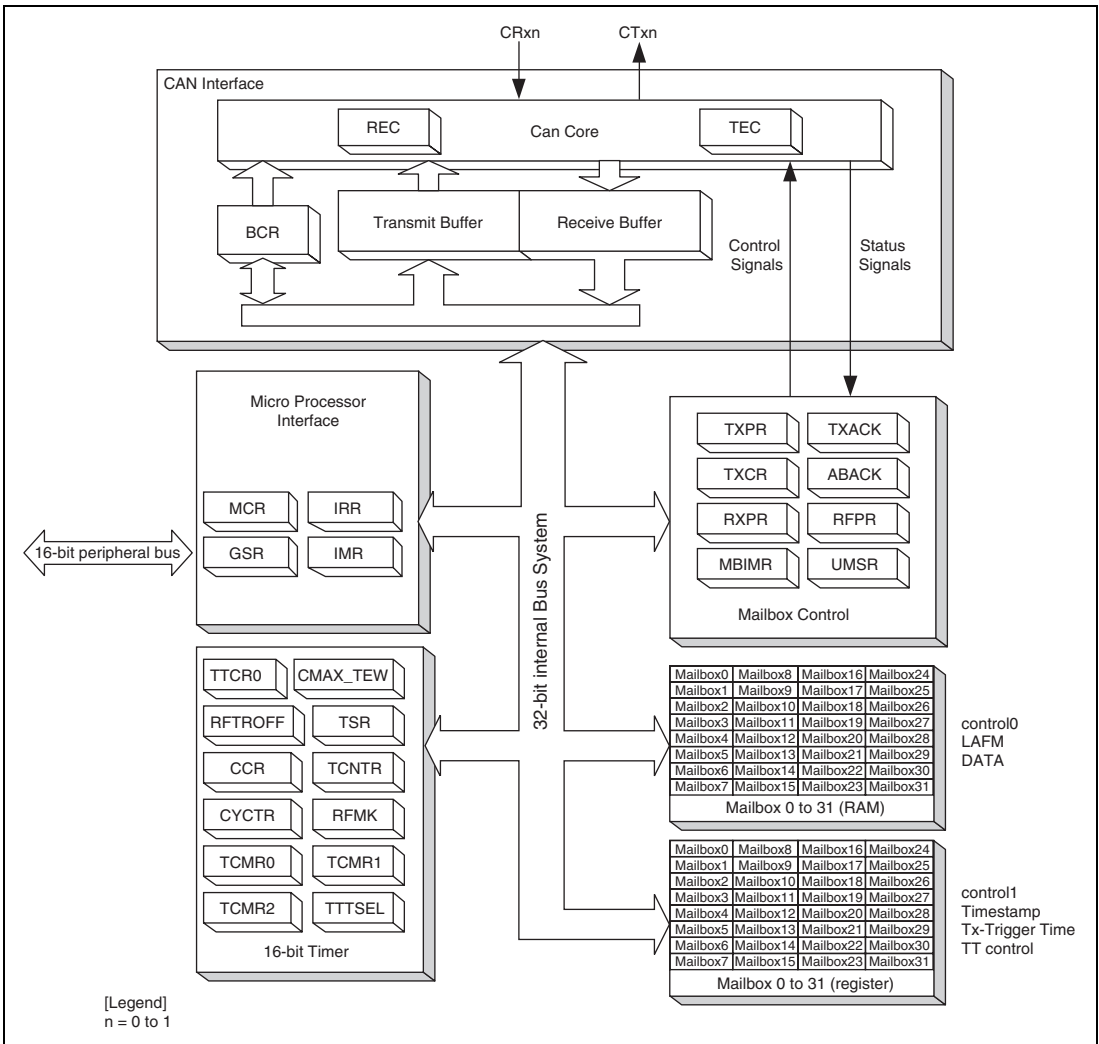 CRxn CTxn
CAN Interface
REC Can Core TEC
BCR Transmit Buffer Receive Buffer
Control
Signals
Status
Signals
Micro Processor
Interface
MCR IRR
GSR IMR
16-bit peripheral bus
32-bit internal Bus System
TXPR TXACK
TXCR ABACK
RXPR RFPR
MBIMR UMSR
Mailbox Control
TTCR0 CMAX_TEW
RFTROFF TSR
CCR TCNTR
CYCTR RFMK
TCMR0 TCMR1
TCMR2 TTTSEL
16-bit Timer
Mailbox0 Mailbox8 Mailbox16 Mailbox24
Mailbox1 Mailbox9 Mailbox17 Mailbox25
Mailbox2 Mailbox10 Mailbox18 Mailbox26
Mailbox3 Mailbox11 Mailbox19 Mailbox27
Mailbox4 Mailbox12 Mailbox20 Mailbox28
Mailbox5 Mailbox13 Mailbox21 Mailbox29
Mailbox6 Mailbox14 Mailbox22 Mailbox30
Mailbox7 Mailbox15 Mailbox23 Mailbox31
Mailbox 0 to 31 (RAM)
control0
LAFM
DATA
Mailbox0 Mailbox8 Mailbox16 Mailbox24
Mailbox1 Mailbox9 Mailbox17 Mailbox25
Mailbox2 Mailbox10 Mailbox18 Mailbox26
Mailbox3 Mailbox11 Mailbox19 Mailbox27
Mailbox4 Mailbox12 Mailbox20 Mailbox28
Mailbox5 Mailbox13 Mailbox21 Mailbox29
Mailbox6 Mailbox14 Mailbox22 Mailbox30
Mailbox7 Mailbox15 Mailbox23 Mailbox31
Mailbox 0 to 31 (register)
control1
Timestamp
Tx-Trigger Time
TT control
[Legend]
n = 0 to 1